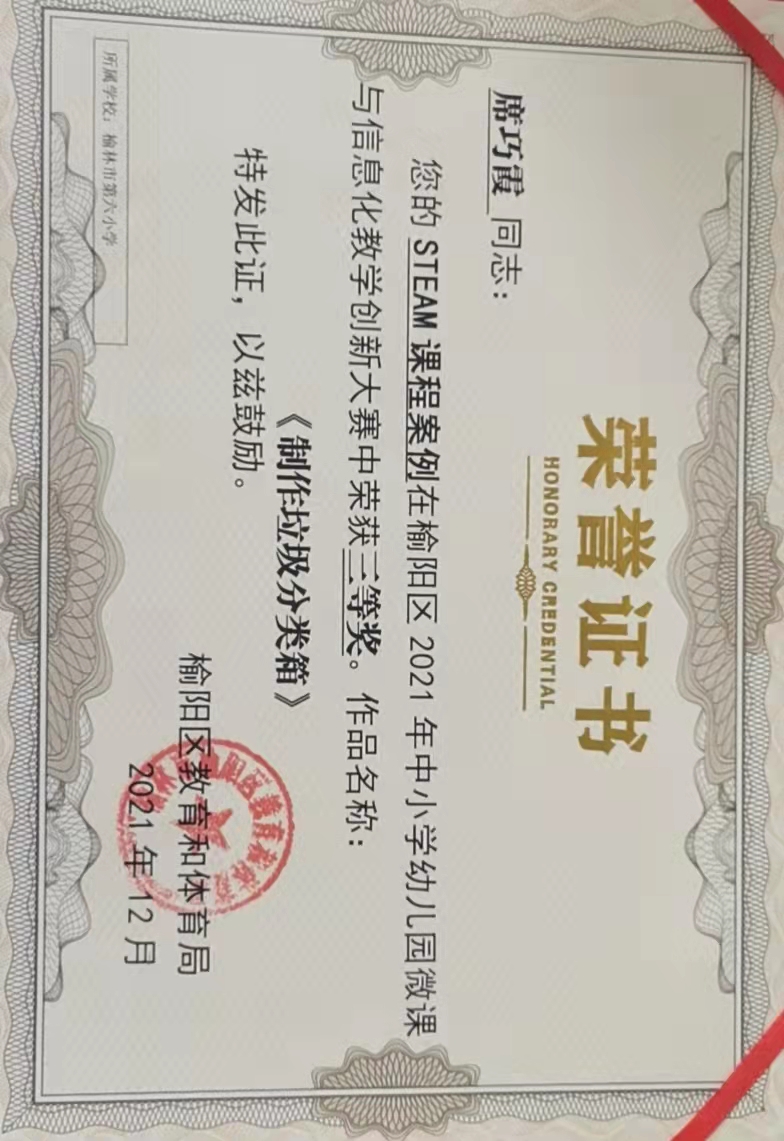 荣誉证书
HONORARY CREDENTIAL
席巧霞 同志：
您的 STEAM 课程案例在榆阳区 2021 年中小学幼儿园微课
与信息化教学创新大赛中荣获三等奖。作品名称：
《制作垃圾分类箱》
特发此证，以兹鼓励。
榆阳区教育和体育局
2021 年 12 月
所属学校：榆林市第六小学